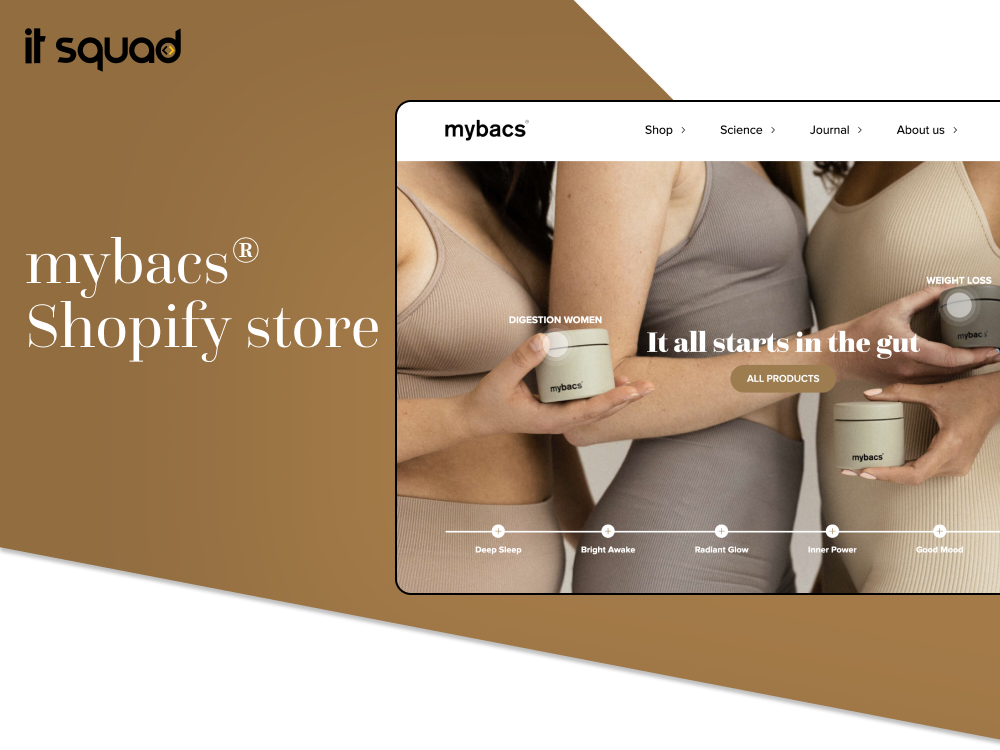 it squad
mybacs®
Shopify store
mybacs®
Shop
Science
Journal
About us
WEIGHT LOSS
DIGESTION WOMEN
It all starts in the gut
ALL PRODUCTS
mybacs
mybacs
mybacs
Deep Sleep
Bright Awake
Radiant Glow
Inner Power
Good Mood